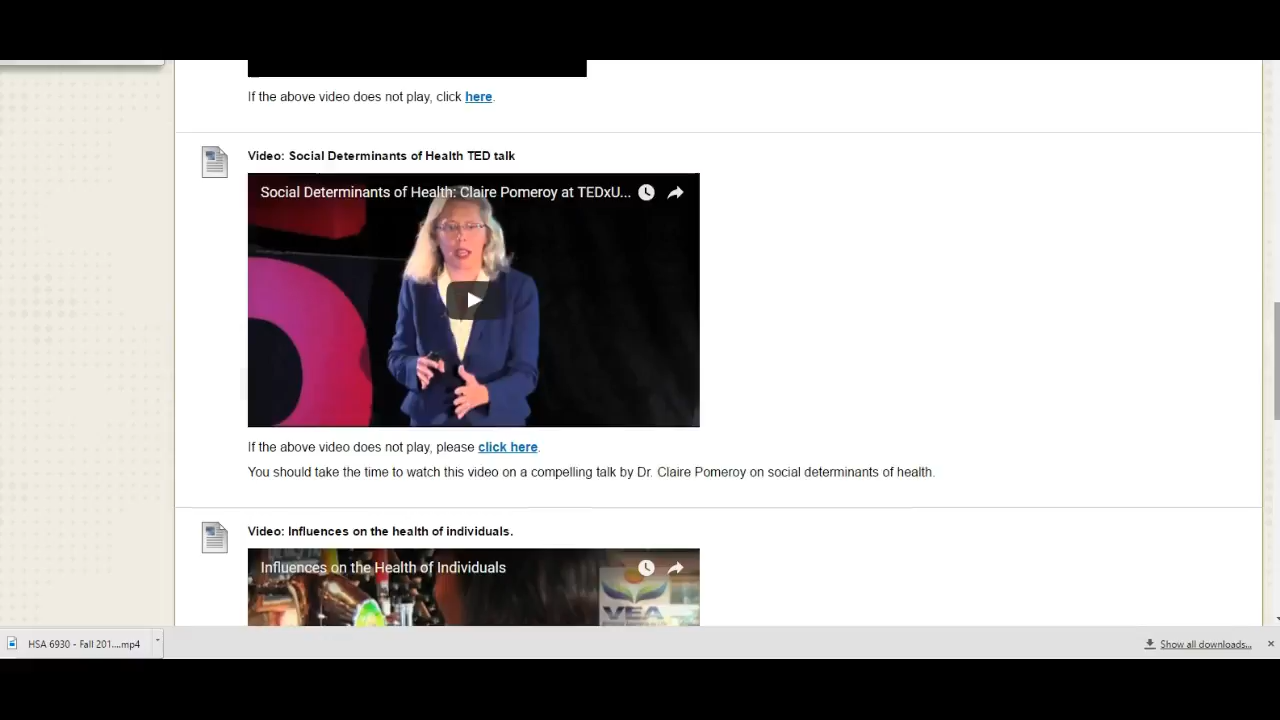 If the above video does not play, click here.
Video: Social Determinants of Health TED talk
Social Determinants of Health: Claire Pomeroy at TEDxU...
If the above video does not play, please click here.
You should take the time to watch this video on a compelling talk by Dr. Claire Pomeroy on social determinants of health.
Video: Influences on the health of individuals.
Influences on the Health of Individuals
VEA
HSA 6930 - Fall 201....mp4
Show all downloads...